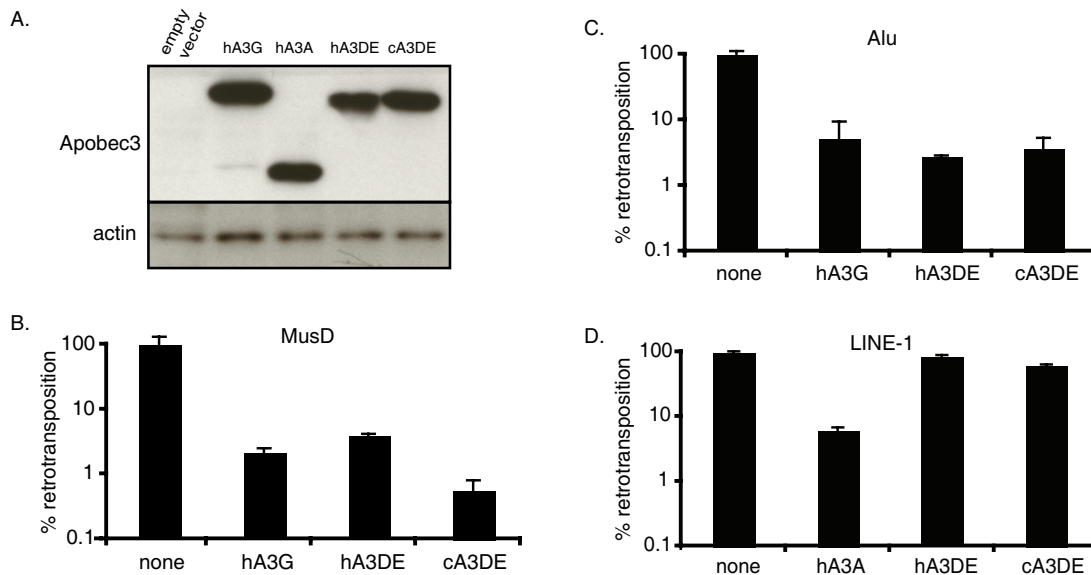 A.
empty
vector
hA3G
hA3A
hA3DE
cA3DE
Apobec3
actin
B.
MusD
% retrotransposition
100
10
1
0.1
none
hA3G
hA3DE
cA3DE
C.
Alu
% retrotransposition
100
10
1
0.1
none
hA3G
hA3DE
cA3DE
D.
LINE-1
% retrotransposition
100
10
1
0.1
none
hA3A
hA3DE
cA3DE